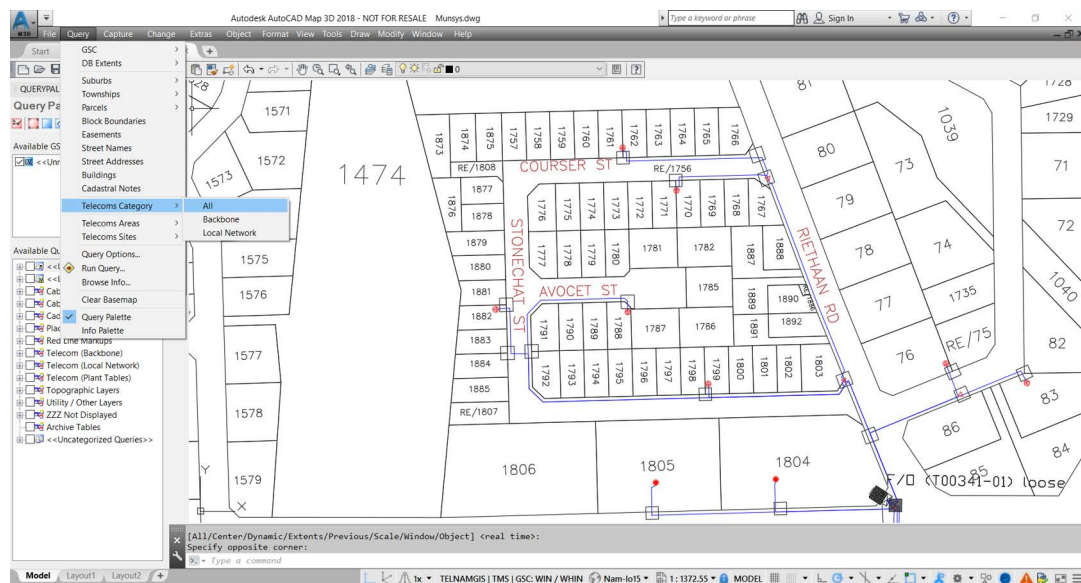 Autodesk AutoCAD Map 3D 2018 - NOT FOR RESALE Munsys.dwg
Type a keyword or phrase
Sign In
M3D
File Query Capture Change Extras Object Format View Tools Draw Modify Window Help
Start
GSC
DB Extents
Suburbs
Townships
Parcels
Block Boundaries
Easements
Street Names
Street Addresses
Buildings
Cadastral Notes
Telecoms Category
Telecoms Areas
Telecoms Sites
Query Options...
Run Query...
Browse Info...
Clear Basemap
Query Palette
Info Palette
All
Backbone
Local Network
0
QUERYPAL
Query Pa
Available GS
<<Unr
Available Qu
Red Line Markups
Telecom (Backbone)
Telecom (Local Network)
Telecom (Plant Tables)
Topographic Layers
Utility / Other Layers
ZZZ Not Displayed
Archive Tables
<<Uncategorized Queries>>
1571
1572
1573
1575
1576
1577
1578
1579
1474
1873
1874
1875
1757
1758
1759
1760
1761
1762
1763
1764
1765
1766
RE/1808
COURSER ST
RE/1756
1876
1877
1878
1879
1880
1881
1882
1883
1884
1885
RE/1807
STONECHAT ST
1776
1775
1774
1773
1772
1771
1770
1769
1768
1767
1777
1778
1779
1780
1781
1782
1887
1888
AVOCET ST
1785
1889
1890
1891
1892
1791
1790
1789
1788
1787
1786
1792
1793
1794
1795
1796
1797
1798
1799
1800
1801
1802
1803
RIETHAAN RD
1806
1805
1804
81
80
79
78
77
76
73
74
1735
RE/75
1039
1728
1729
71
72
1040
82
83
84
85
86
F/O (T00341-01) loose
Y
X
[All/Center/Dynamic/Extents/Previous/Scale/Window/Object] <real time>:
Specify opposite corner:
Type a command
Model Layout1 Layout2 +
1x TELNAMGIS | TMS | GSC: WIN / WHIN Nam-lo15 1 : 1372.55 MODEL